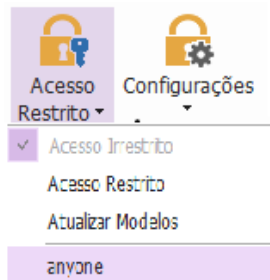 Acesso
Restrito
Configurações
Acesso Irrestrito
Acesso Restrito
Atualizar Modelos
anyone